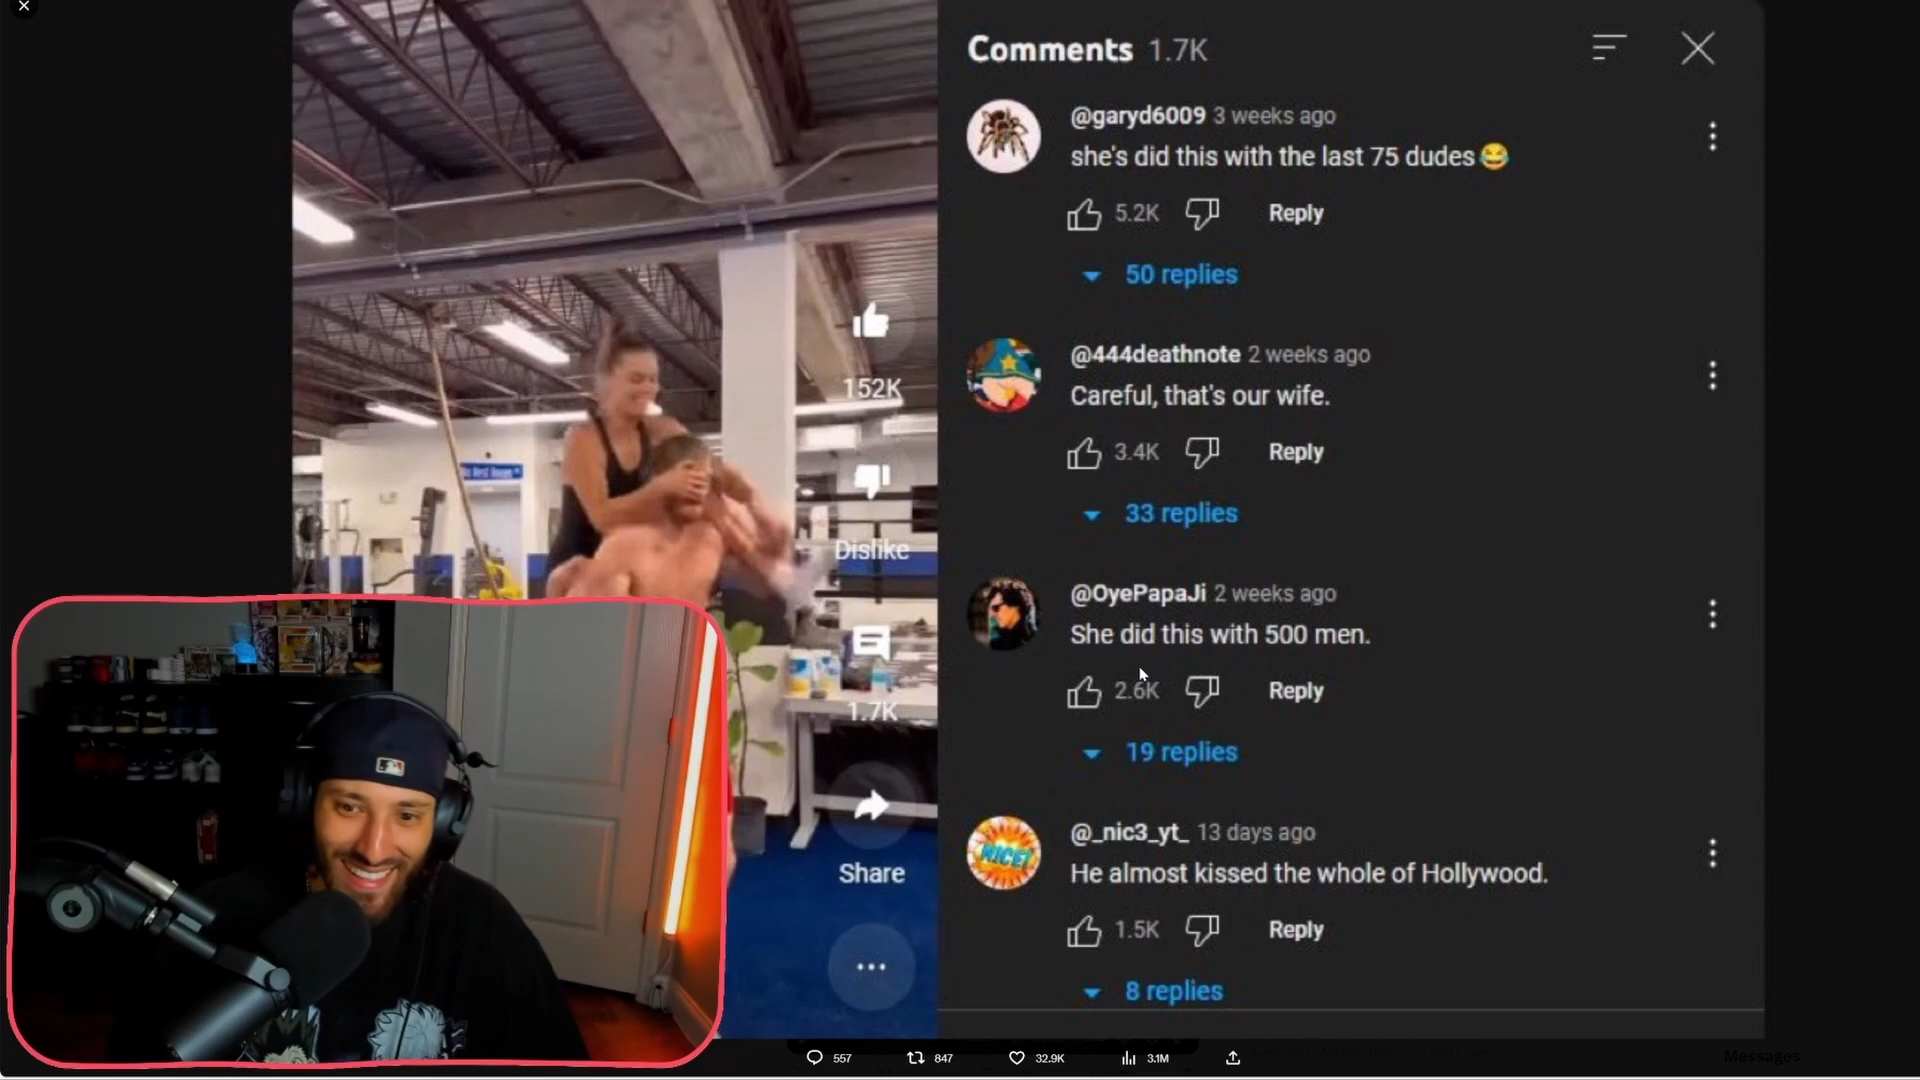 Comments 1.7K
@garyd6009 3 weeks ago
she's did this with the last 75 dudes😂
5.2K Reply
50 replies
@444deathnote 2 weeks ago
Careful, that's our wife.
3.4K Reply
33 replies
@OyePapaJi 2 weeks ago
She did this with 500 men.
2.6K Reply
19 replies
@_nic3_yt_ 13 days ago
NICE!
He almost kissed the whole of Hollywood.
1.5K Reply
8 replies
152K
Dislike
1.7K
Share
557 847 32.9K 3.1M
Messages